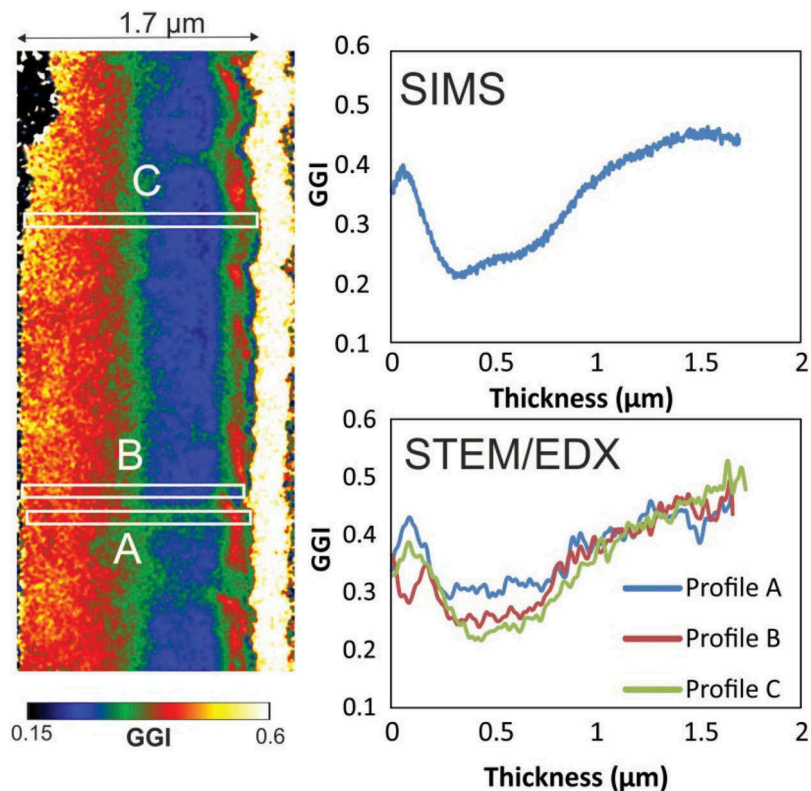 1.7 µm
C
B
A
0.15
GGI
0.6
SIMS
GGI
0.6
0.5
0.4
0.3
0.2
0.1
0
0.5
1
1.5
2
Thickness (µm)
STEM/EDX
GGI
0.6
0.5
0.4
0.3
0.2
0.1
Profile A
Profile B
Profile C
0
0.5
1
1.5
2
Thickness (µm)